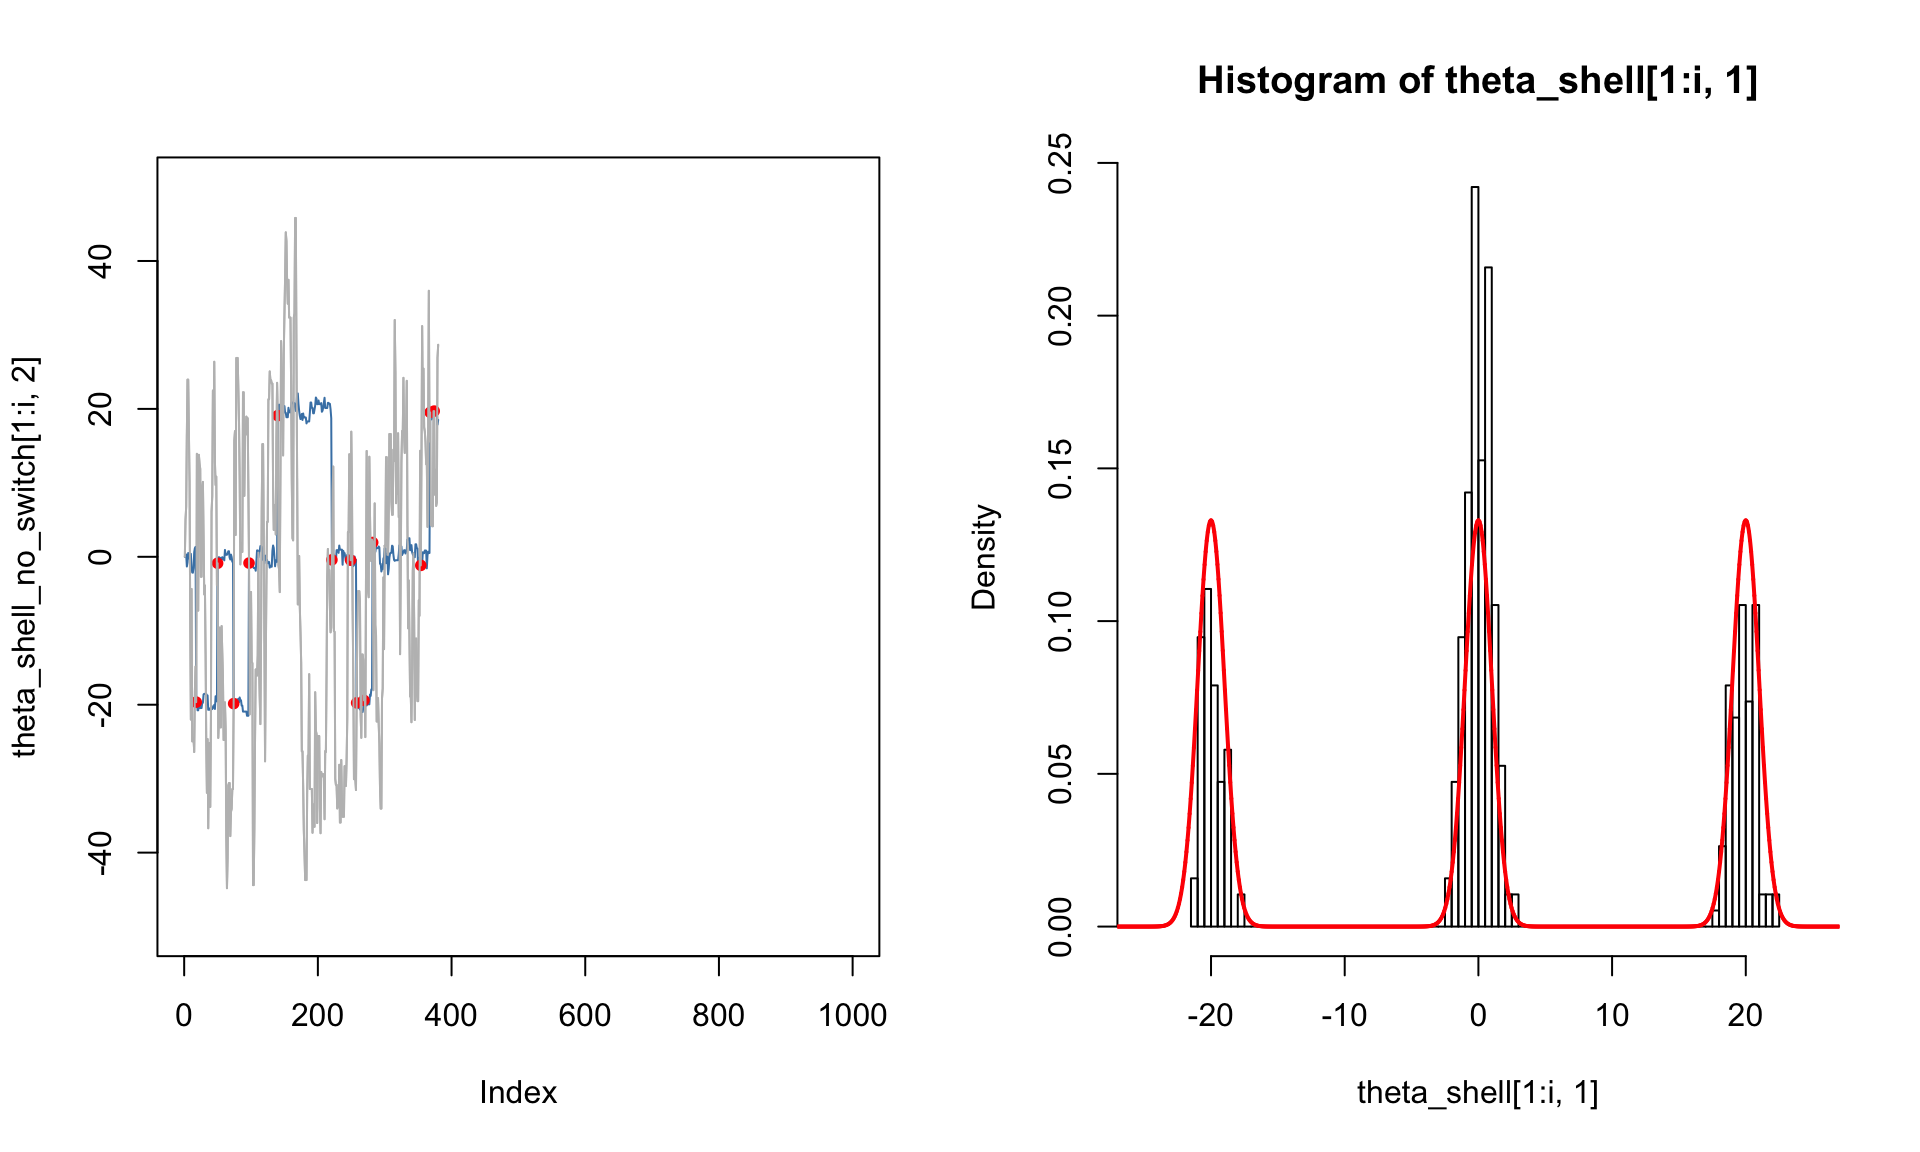 theta_shell_no_switch[1:i, 2]
40
20
0
-20
-40
0 200 400 600 800 1000
Index
Histogram of theta_shell[1:i, 1]
Density
0.25
0.20
0.15
0.10
0.05
0.00
-20 -10 0 10 20
theta_shell[1:i, 1]